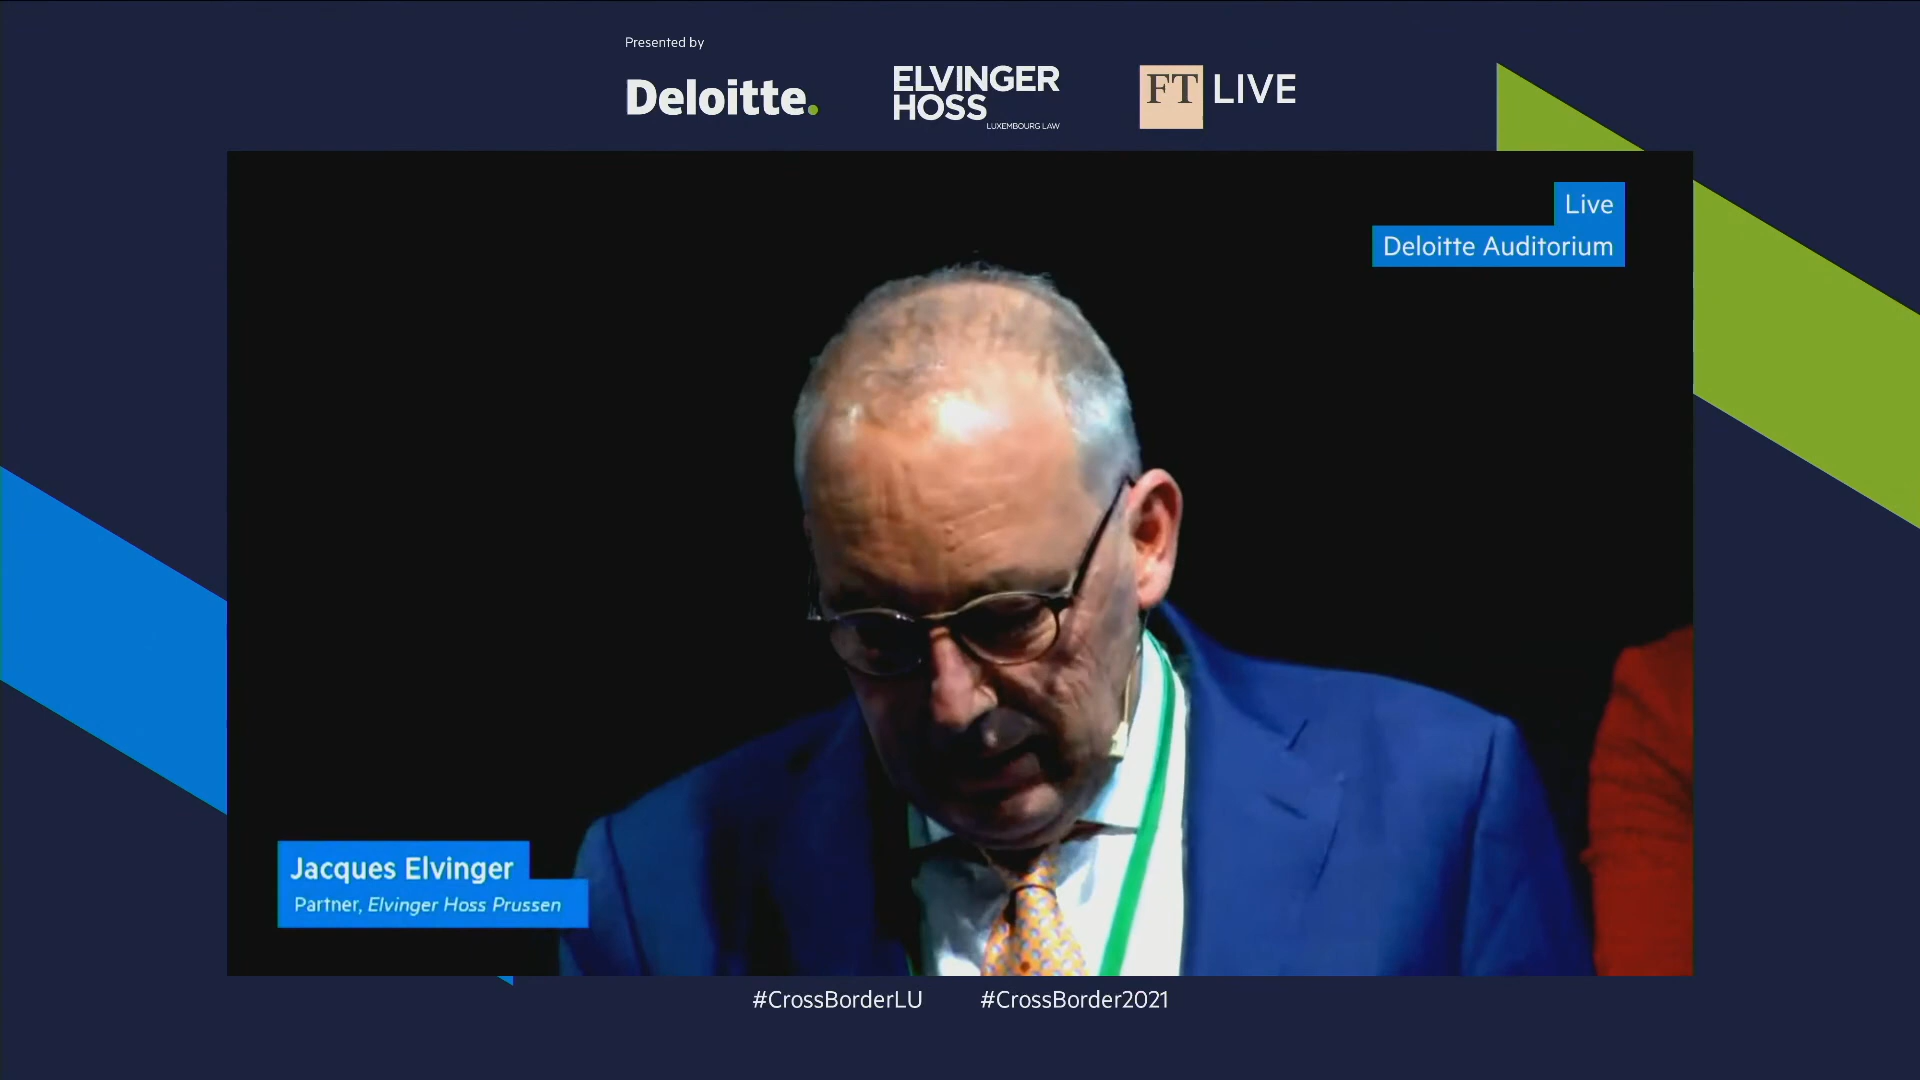 Presented by
Deloitte.
ELVINGER
HOSS
LUXEMBOURG LAW
FT LIVE
Live
Deloitte Auditorium
Jacques Elvinger
Partner, Elvinger Hoss Prussen
#CrossBorderLU #CrossBorder2021